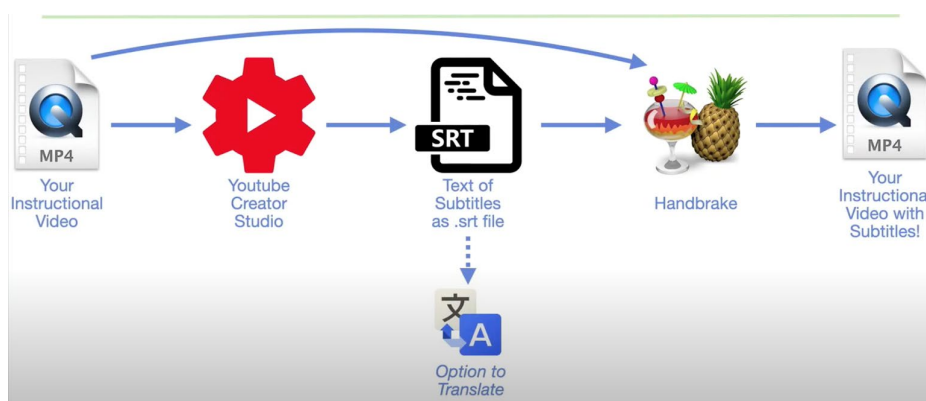 MP4
Your
Instructional
Video
Youtube
Creator
Studio
SRT
Text of
Subtitles
as .srt file
文
A
Option to
Translate
Handbrake
MP4
Your
Instructional
Video with
Subtitles!